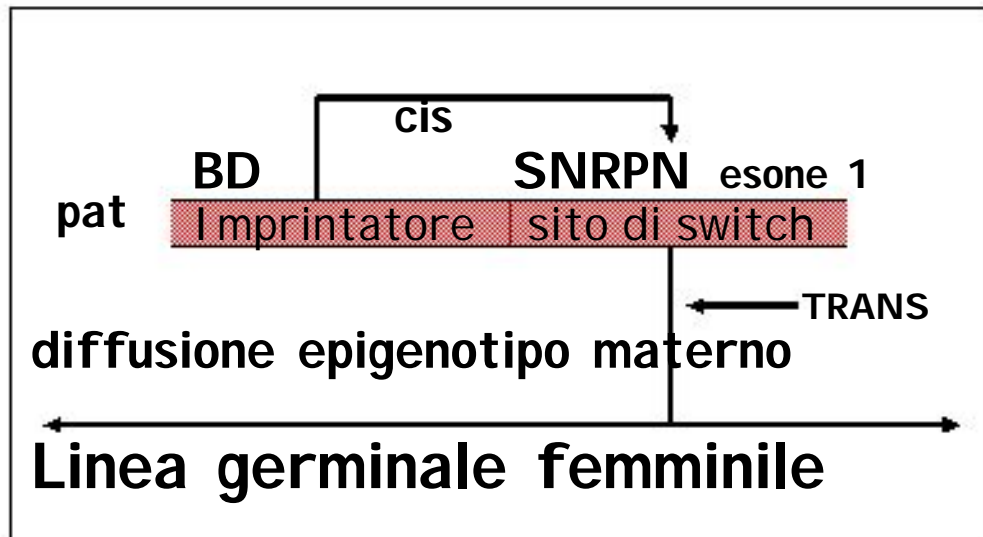 cis
BD SNRPN esone 1
pat
Imprintatore sito di switch
TRANS
diffusione epigenotipo materno
Linea germinale femminile